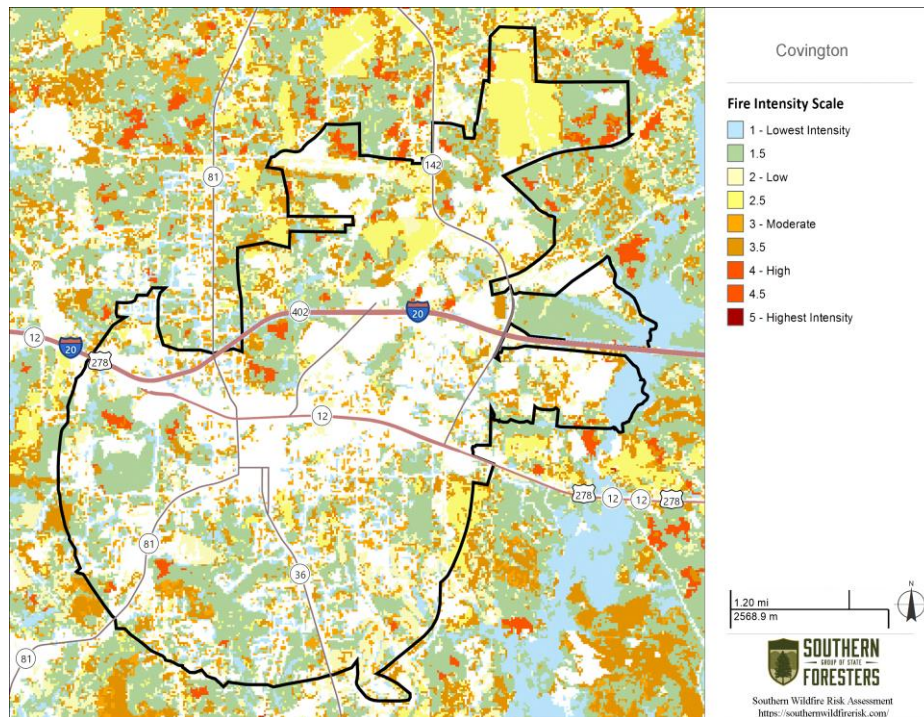 Covington
Fire Intensity Scale
1 - Lowest Intensity
1.5
2 - Low
2.5
3 - Moderate
3.5
4 - High
4.5
5 - Highest Intensity
142
81
402
20
12
20
278
12
278
12
12
278
81
36
81
1.20 mi
2568.9 m
N
SOUTHERN
GROUP OF STATE
FORESTERS
Southern Wildfire Risk Assessment
https://southernwildfirerisk.com/